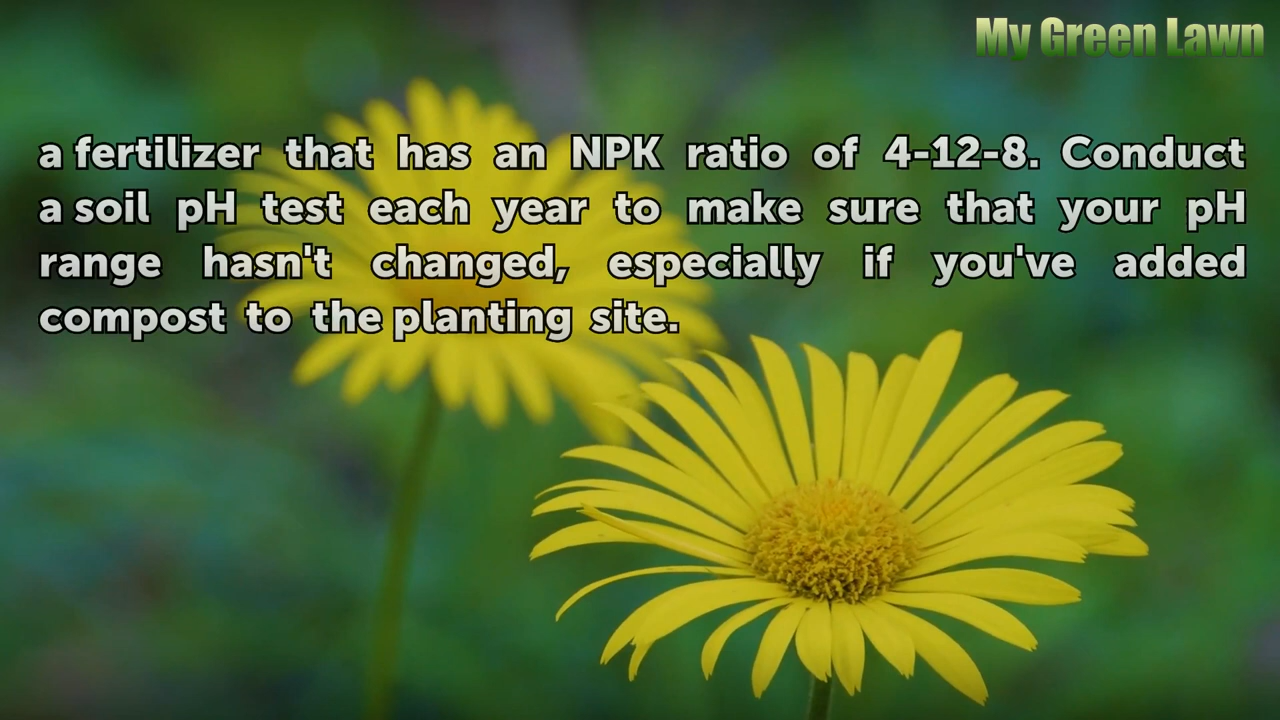 My Green Lawn
a fertilizer that has an NPK ratio of 4-12-8. Conduct
a soil pH test each year to make sure that your pH
range hasn't changed, especially if you've added
compost to the planting site.